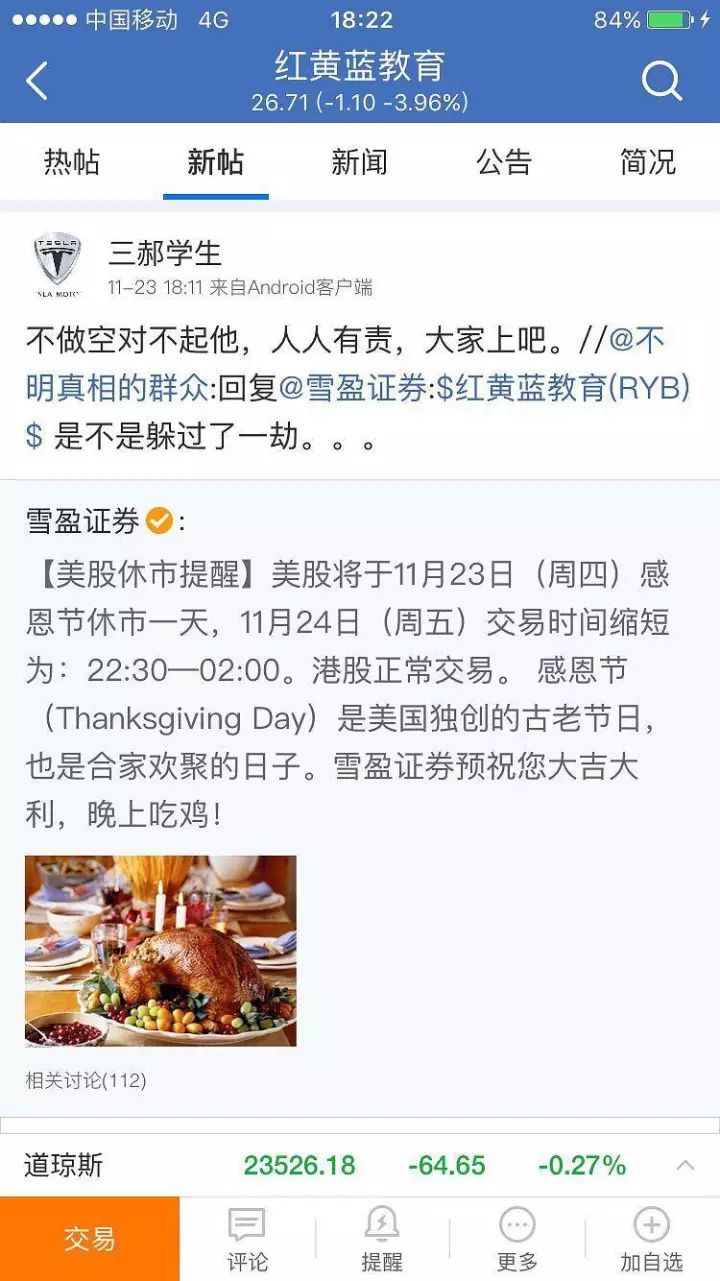 中国移动 4G 18:22 84%
红黄蓝教育
26.71 (-1.10 -3.96%)
热帖 新帖 新闻 公告 简况
TESLA
三郝学生
SLA MOTO
11-23 18:11 来自Android客户端
不做空对不起他，人人有责，大家上吧。//@不
明真相的群众:回复@雪盈证券:$红黄蓝教育(RYB)
$ 是不是躲过了一劫。。。
雪盈证券:
【美股休市提醒】美股将于11月23日（周四）感
恩节休市一天，11月24日（周五）交易时间缩短
为：22:30—02:00。港股正常交易。 感恩节
（Thanksgiving Day）是美国独创的古老节日，
也是合家欢聚的日子。雪盈证券预祝您大吉大
利，晚上吃鸡！
相关讨论(112)
道琼斯 23526.18 -64.65 -0.27%
交易 评论 提醒 更多 加自选